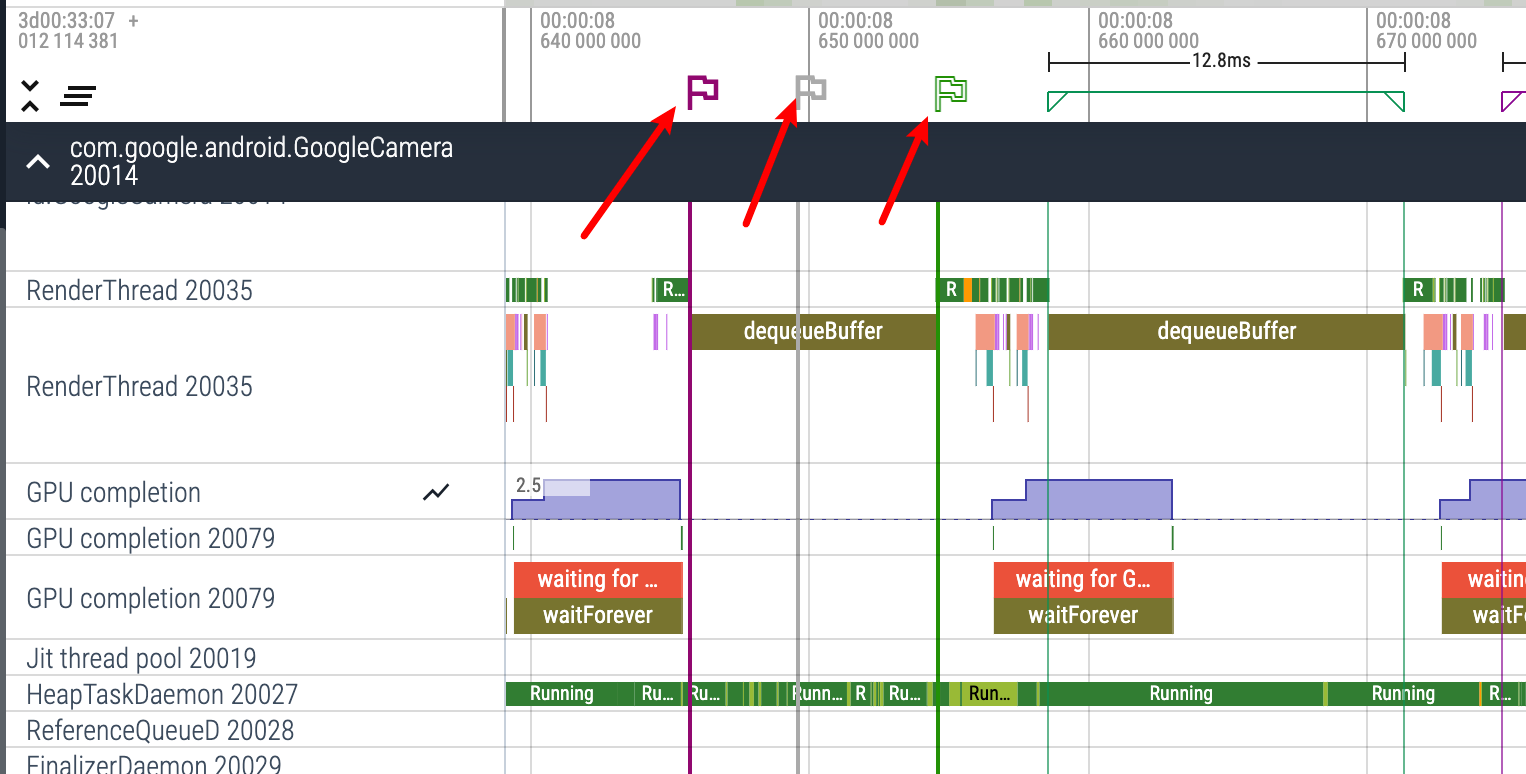 3d00:33:07 +
012 114 381
00:00:08
640 000 000
00:00:08
650 000 000
00:00:08
660 000 000
00:00:08
670 000 000
12.8ms
com.google.android.GoogleCamera
20014
RenderThread 20035
R...
R
R
RenderThread 20035
dequeueBuffer
dequeueBuffer
GPU completion
2.5
GPU completion 20079
GPU completion 20079
waiting for ...
waiting for G...
waitin
waitForever
waitForever
waitF
Jit thread pool 20019
HeapTaskDaemon 20027
Running
Ru...
Ru...
Runn...
R
Ru...
Run...
Running
Running
R...
ReferenceQueueD 20028
FinalizerDaemon 20029